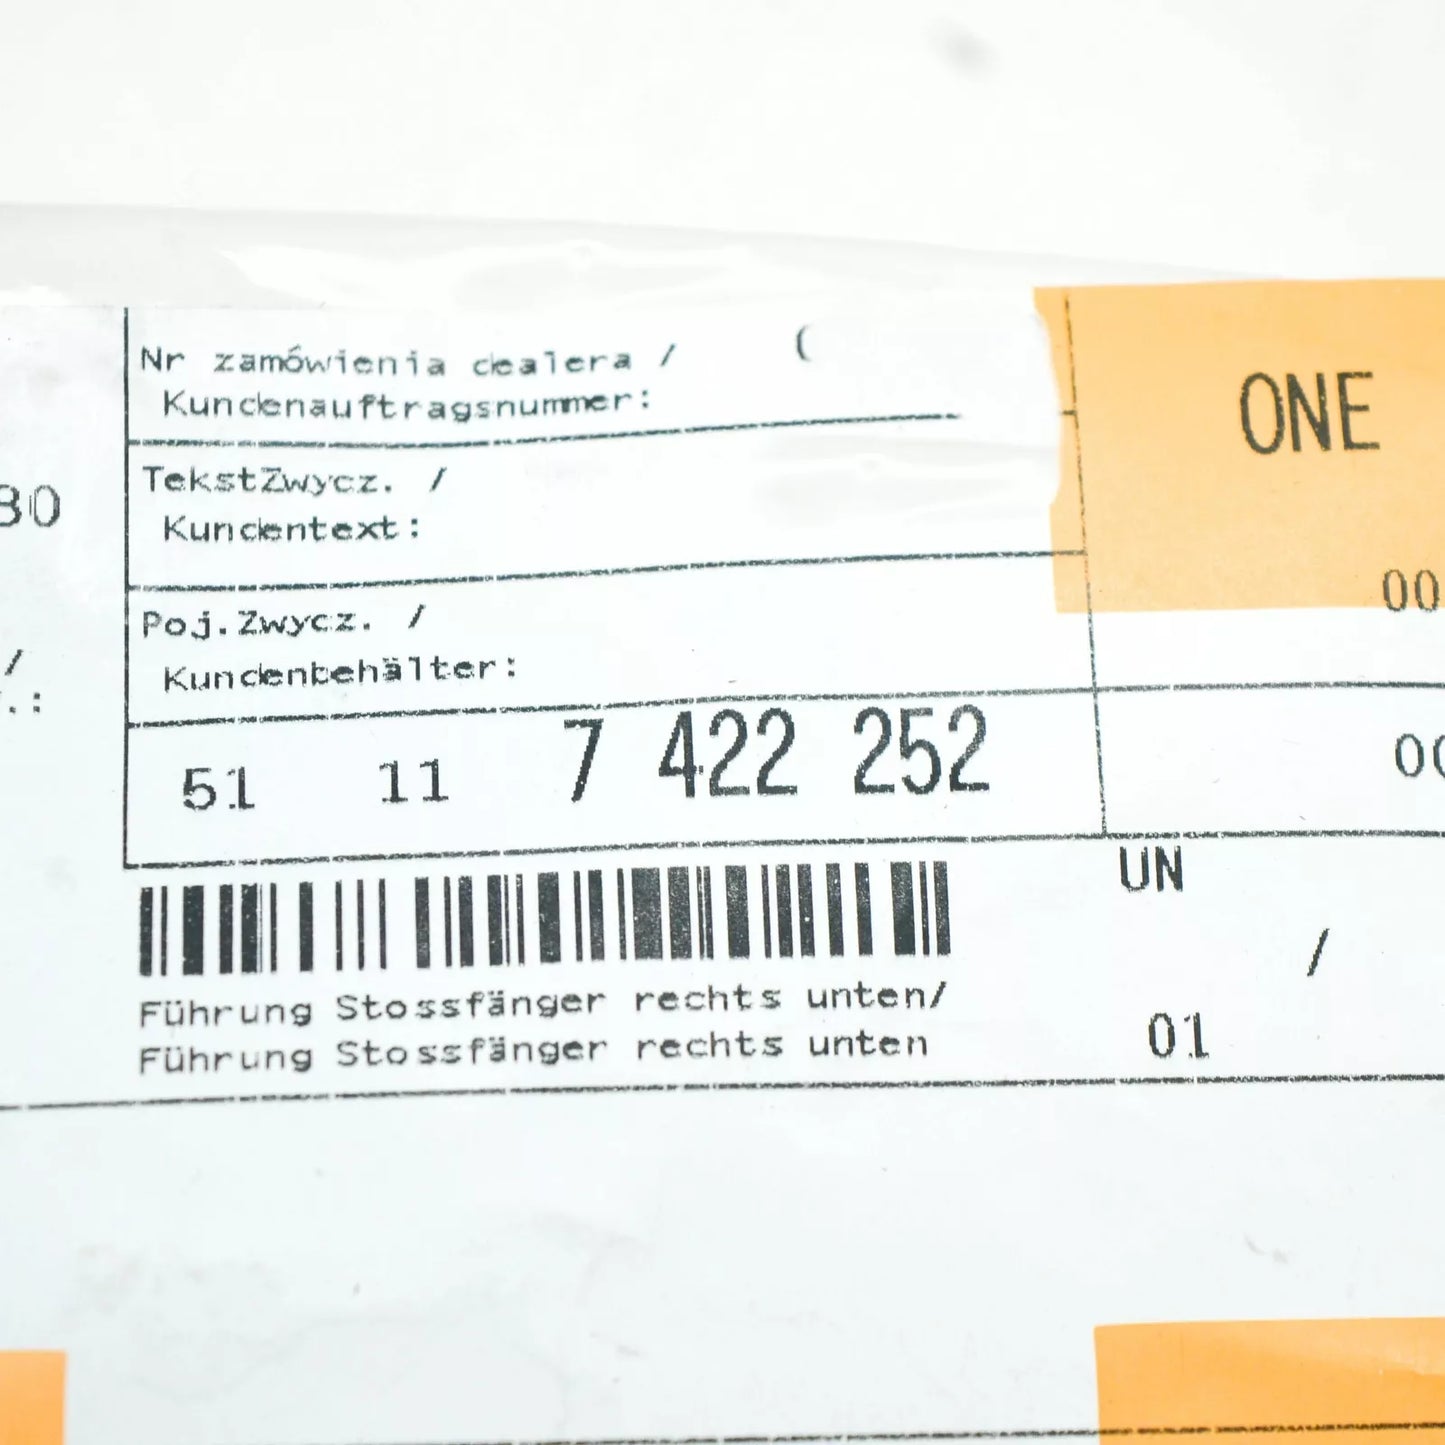 Nr zamówienia dealera / (
Kundenauftragsnummer:
ONE
TekstZwycz. /
Kundentext:
80
00
Poj.Zwycz. /
Kundenbehälter:
/
.:
51 11 7 422 252
00
UN
/
01
Führung Stossfänger rechts unten/
Führung Stossfänger rechts unten